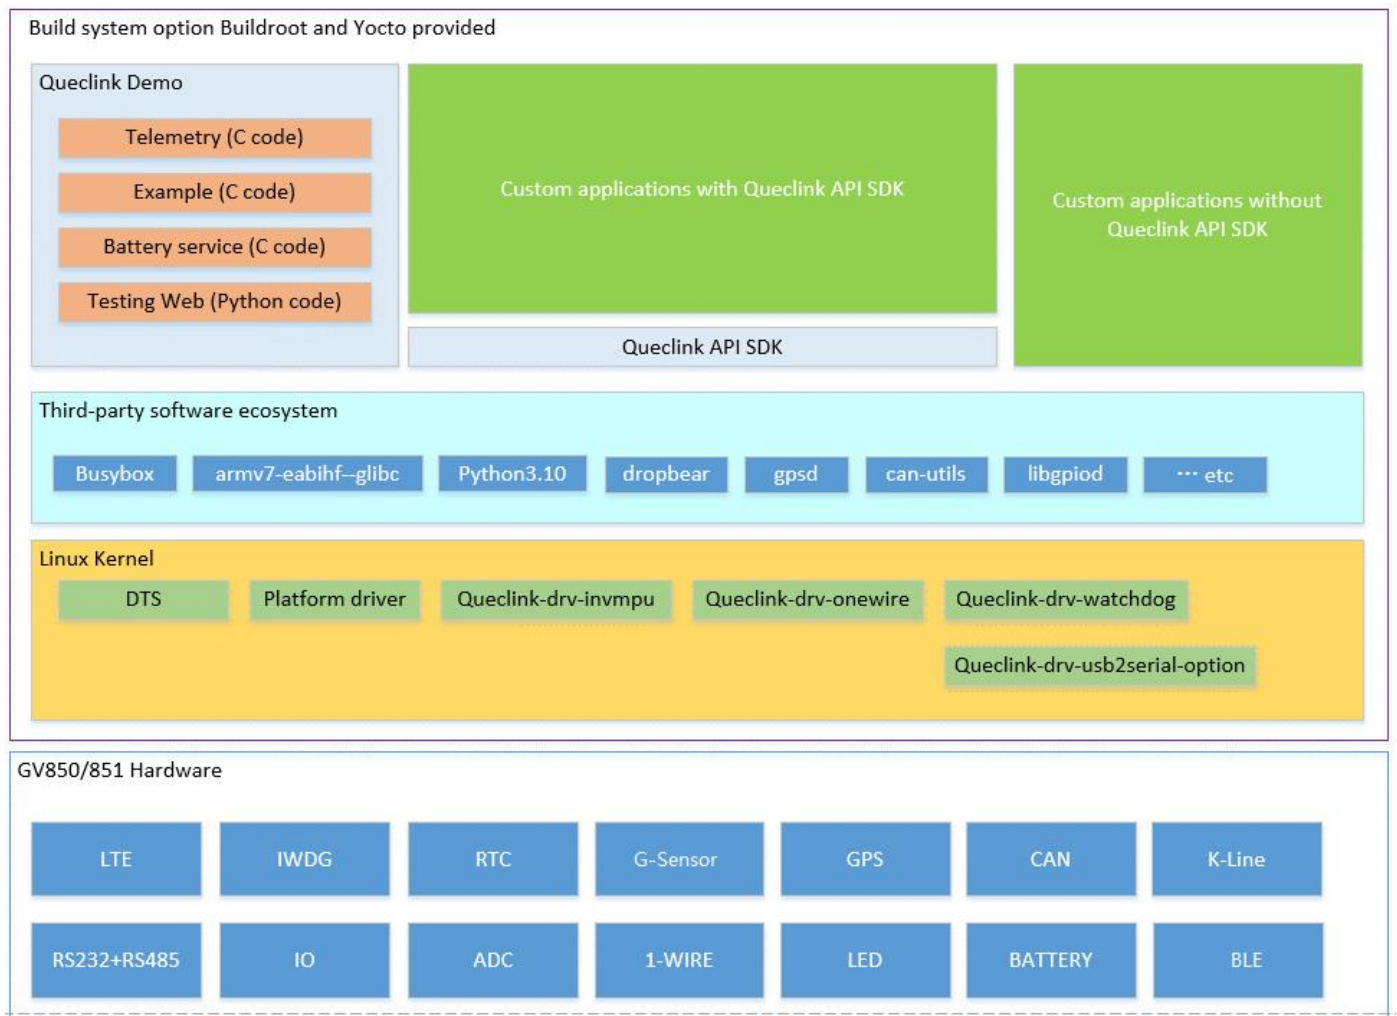 Build system option Buildroot and Yocto provided
Queclink Demo
Telemetry (C code)
Example (C code)
Battery service (C code)
Testing Web (Python code)
Custom applications with Queclink API SDK
Queclink API SDK
Custom applications without
Queclink API SDK
Third-party software ecosystem
Busybox
armv7-eabihf--glibc
Python3.10
dropbear
gpsd
can-utils
libgpiod
··· etc
Linux Kernel
DTS
Platform driver
Queclink-drv-invmpu
Queclink-drv-onewire
Queclink-drv-watchdog
Queclink-drv-usb2serial-option
GV850/851 Hardware
LTE
IWDG
RTC
G-Sensor
GPS
CAN
K-Line
RS232+RS485
IO
ADC
1-WIRE
LED
BATTERY
BLE